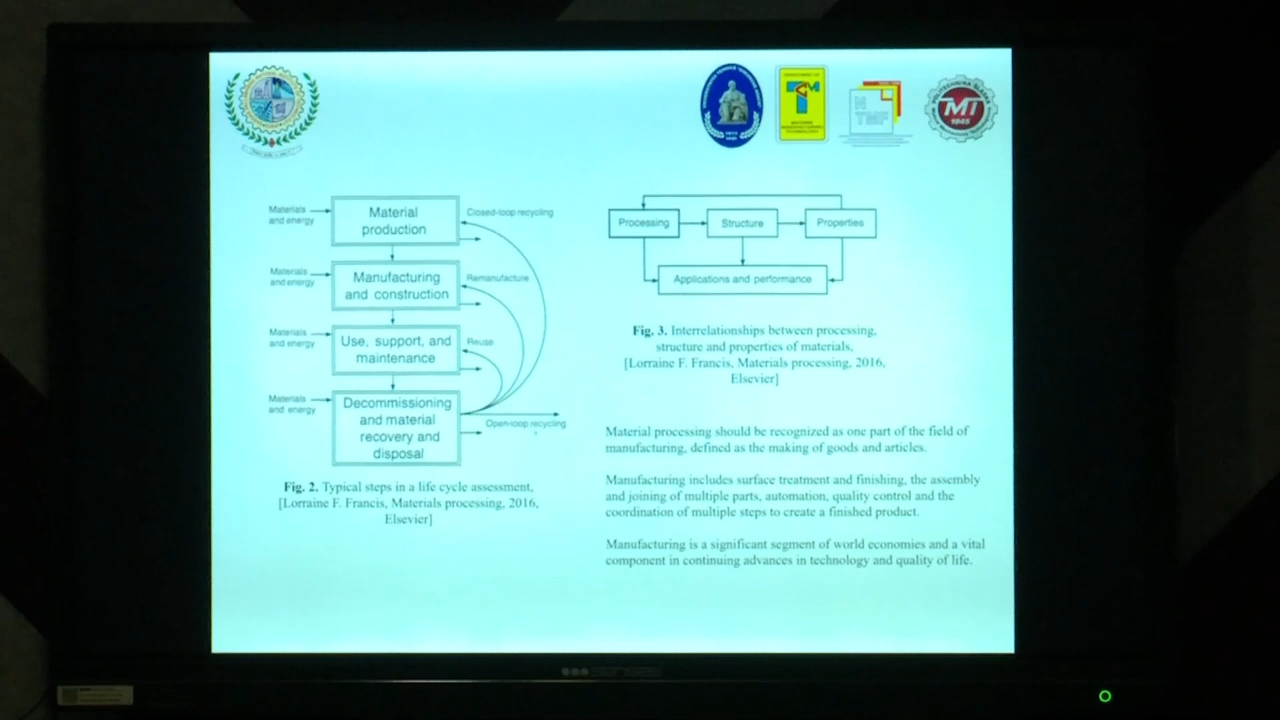 DEPARTMENT OF
TCM
MT
1945
Materials
and energy
Material
production
Closed-loop recycling
Materials
and energy
Manufacturing
and construction
Remanufacture
Materials
and energy
Use, support, and
maintenance
Reuse
Materials
and energy
Decommissioning
and material
recovery and
disposal
Open-loop recycling
Fig. 2. Typical steps in a life cycle assessment,
[Lorraine F. Francis, Materials processing, 2016,
Elsevier]
Processing
Structure
Properties
Applications and performance
Fig. 3. Interrelationships between processing,
structure and properties of materials,
[Lorraine F. Francis, Materials processing, 2016,
Elsevier]
Material processing should be recognized as one part of the field of
manufacturing, defined as the making of goods and articles.
Manufacturing includes surface treatment and finishing, the assembly
and joining of multiple parts, automation, quality control and the
coordination of multiple steps to create a finished product.
Manufacturing is a significant segment of world economies and a vital
component in continuing advances in technology and quality of life.